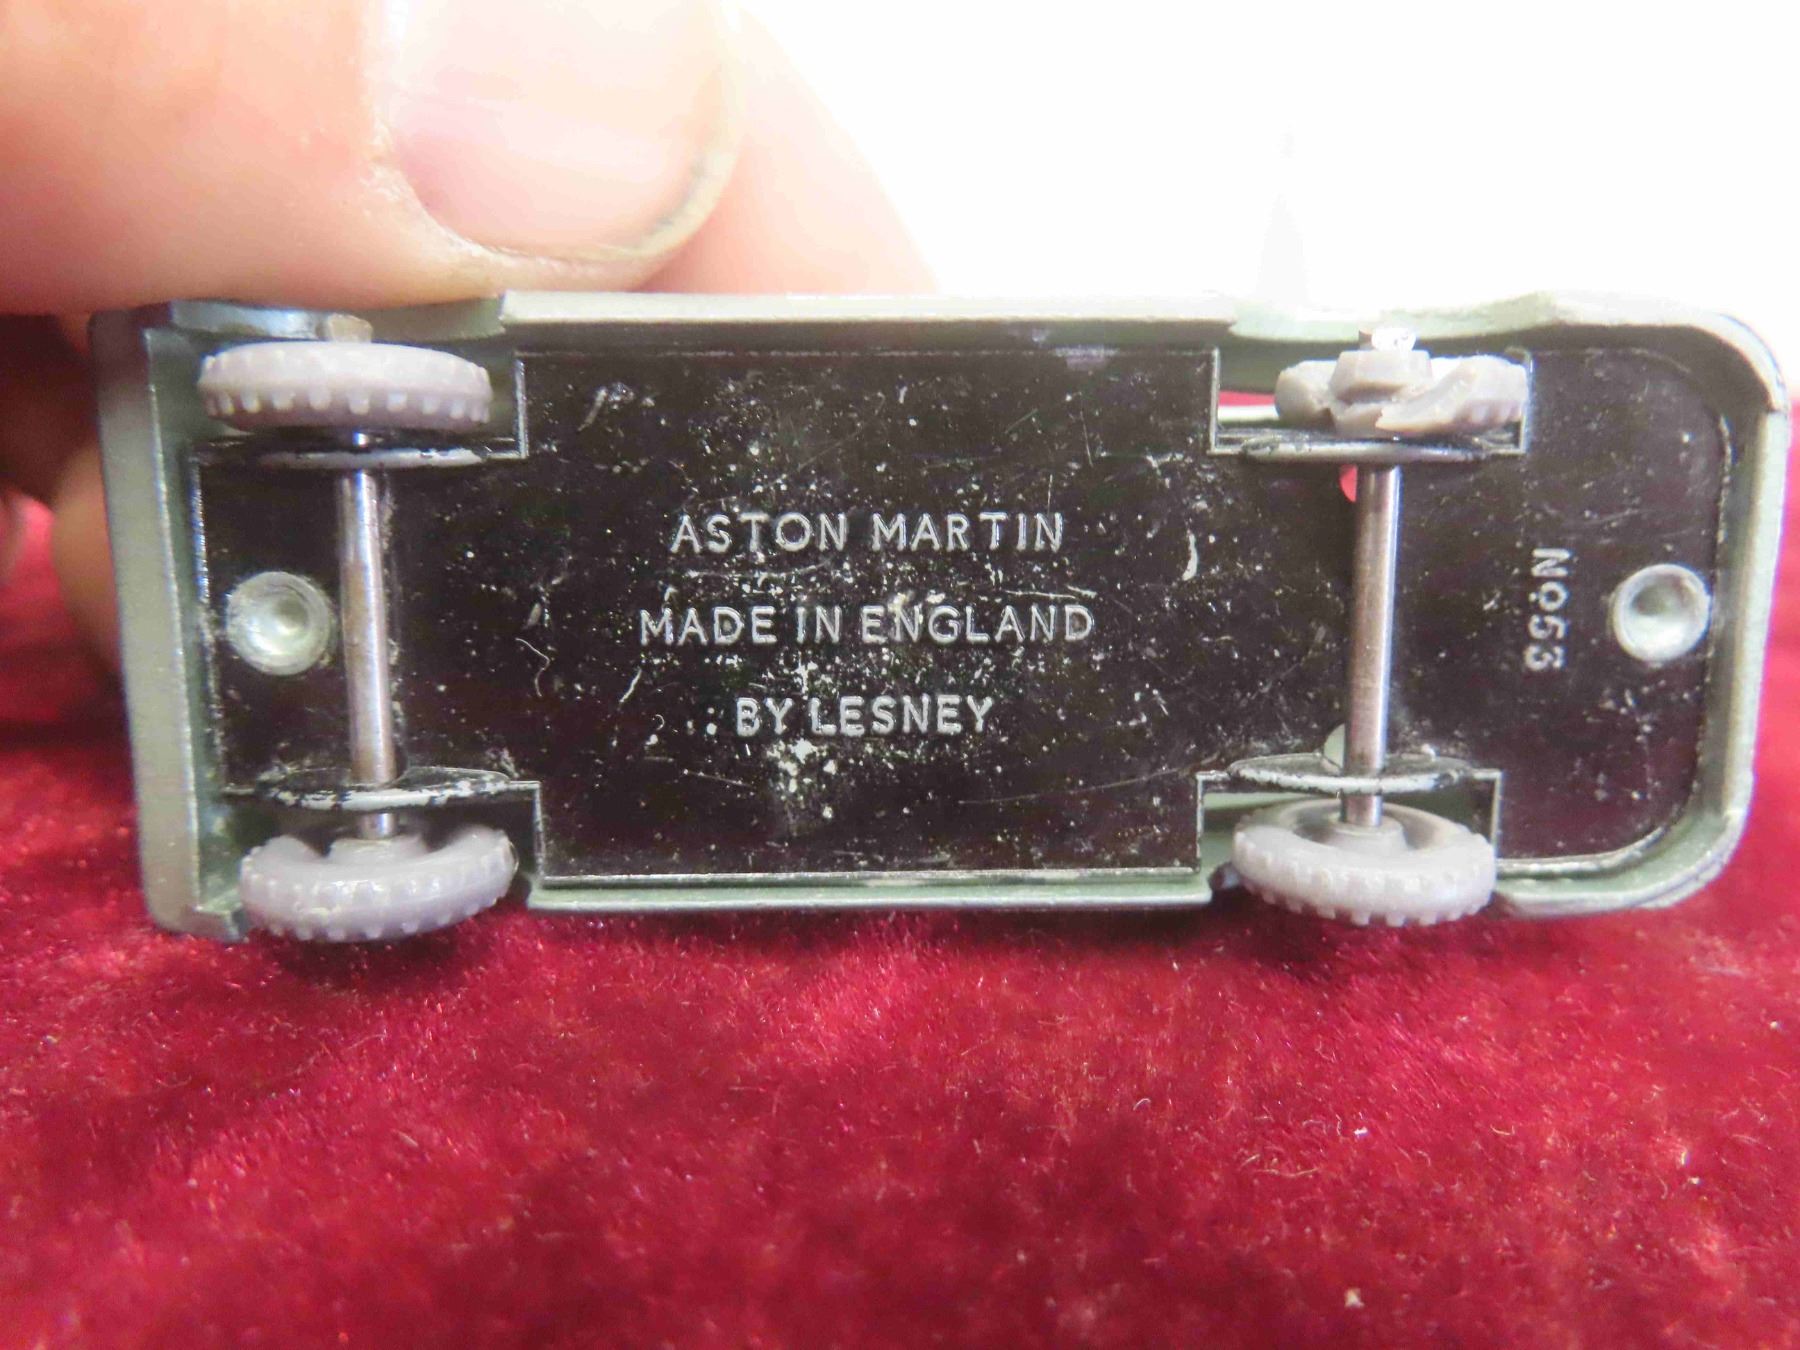 ASTON MARTIN
MADE IN ENGLAND
BY LESNEY
No53